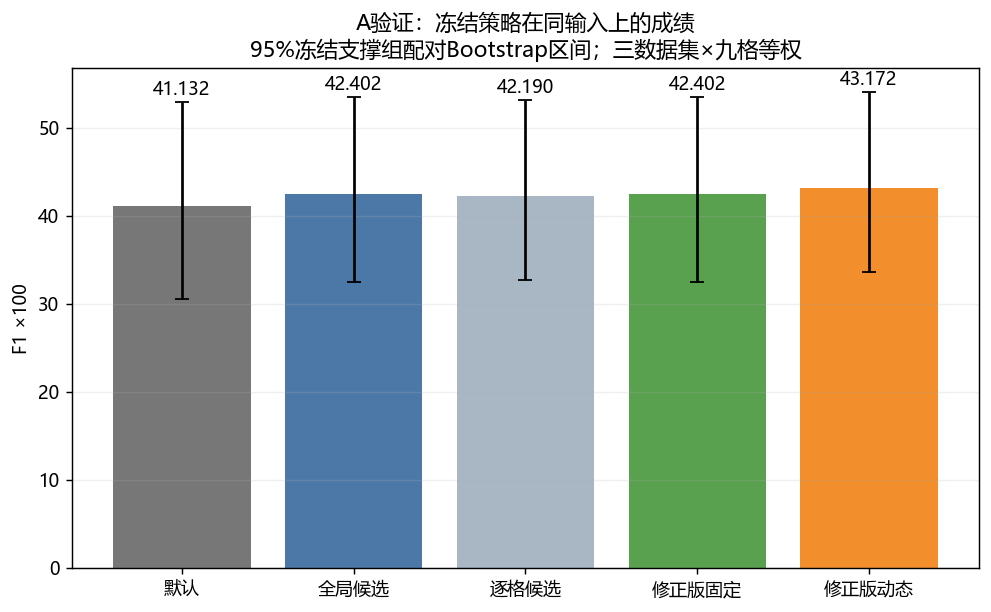 A验证：冻结策略在同输入上的成绩
95%冻结支撑组配对Bootstrap区间；三数据集×九格等权
41.132
42.402
42.190
42.402
43.172
F1 ×100
50
40
30
20
10
0
默认
全局候选
逐格候选
修正版固定
修正版动态